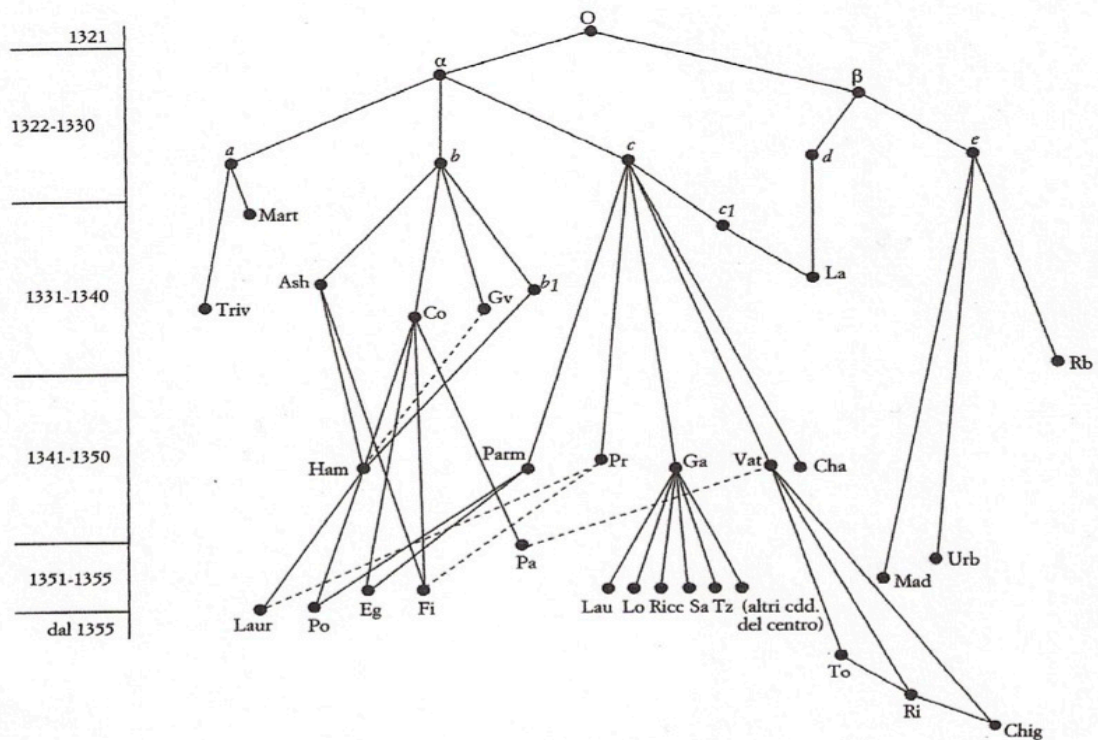 O
1321
α
β
1322-1330
a
b
c
d
e
Mart
c1
La
Ash
b1
1331-1340
Triv
Co
Gv
Rb
1341-1350
Ham
Parm
Pr
Ga
Vat
Cha
Pa
Urb
1351-1355
Mad
Laur
Po
Eg
Fi
Lau Lo Ricc Sa Tz (altri cdd.
del centro)
dal 1355
To
Ri
Chig